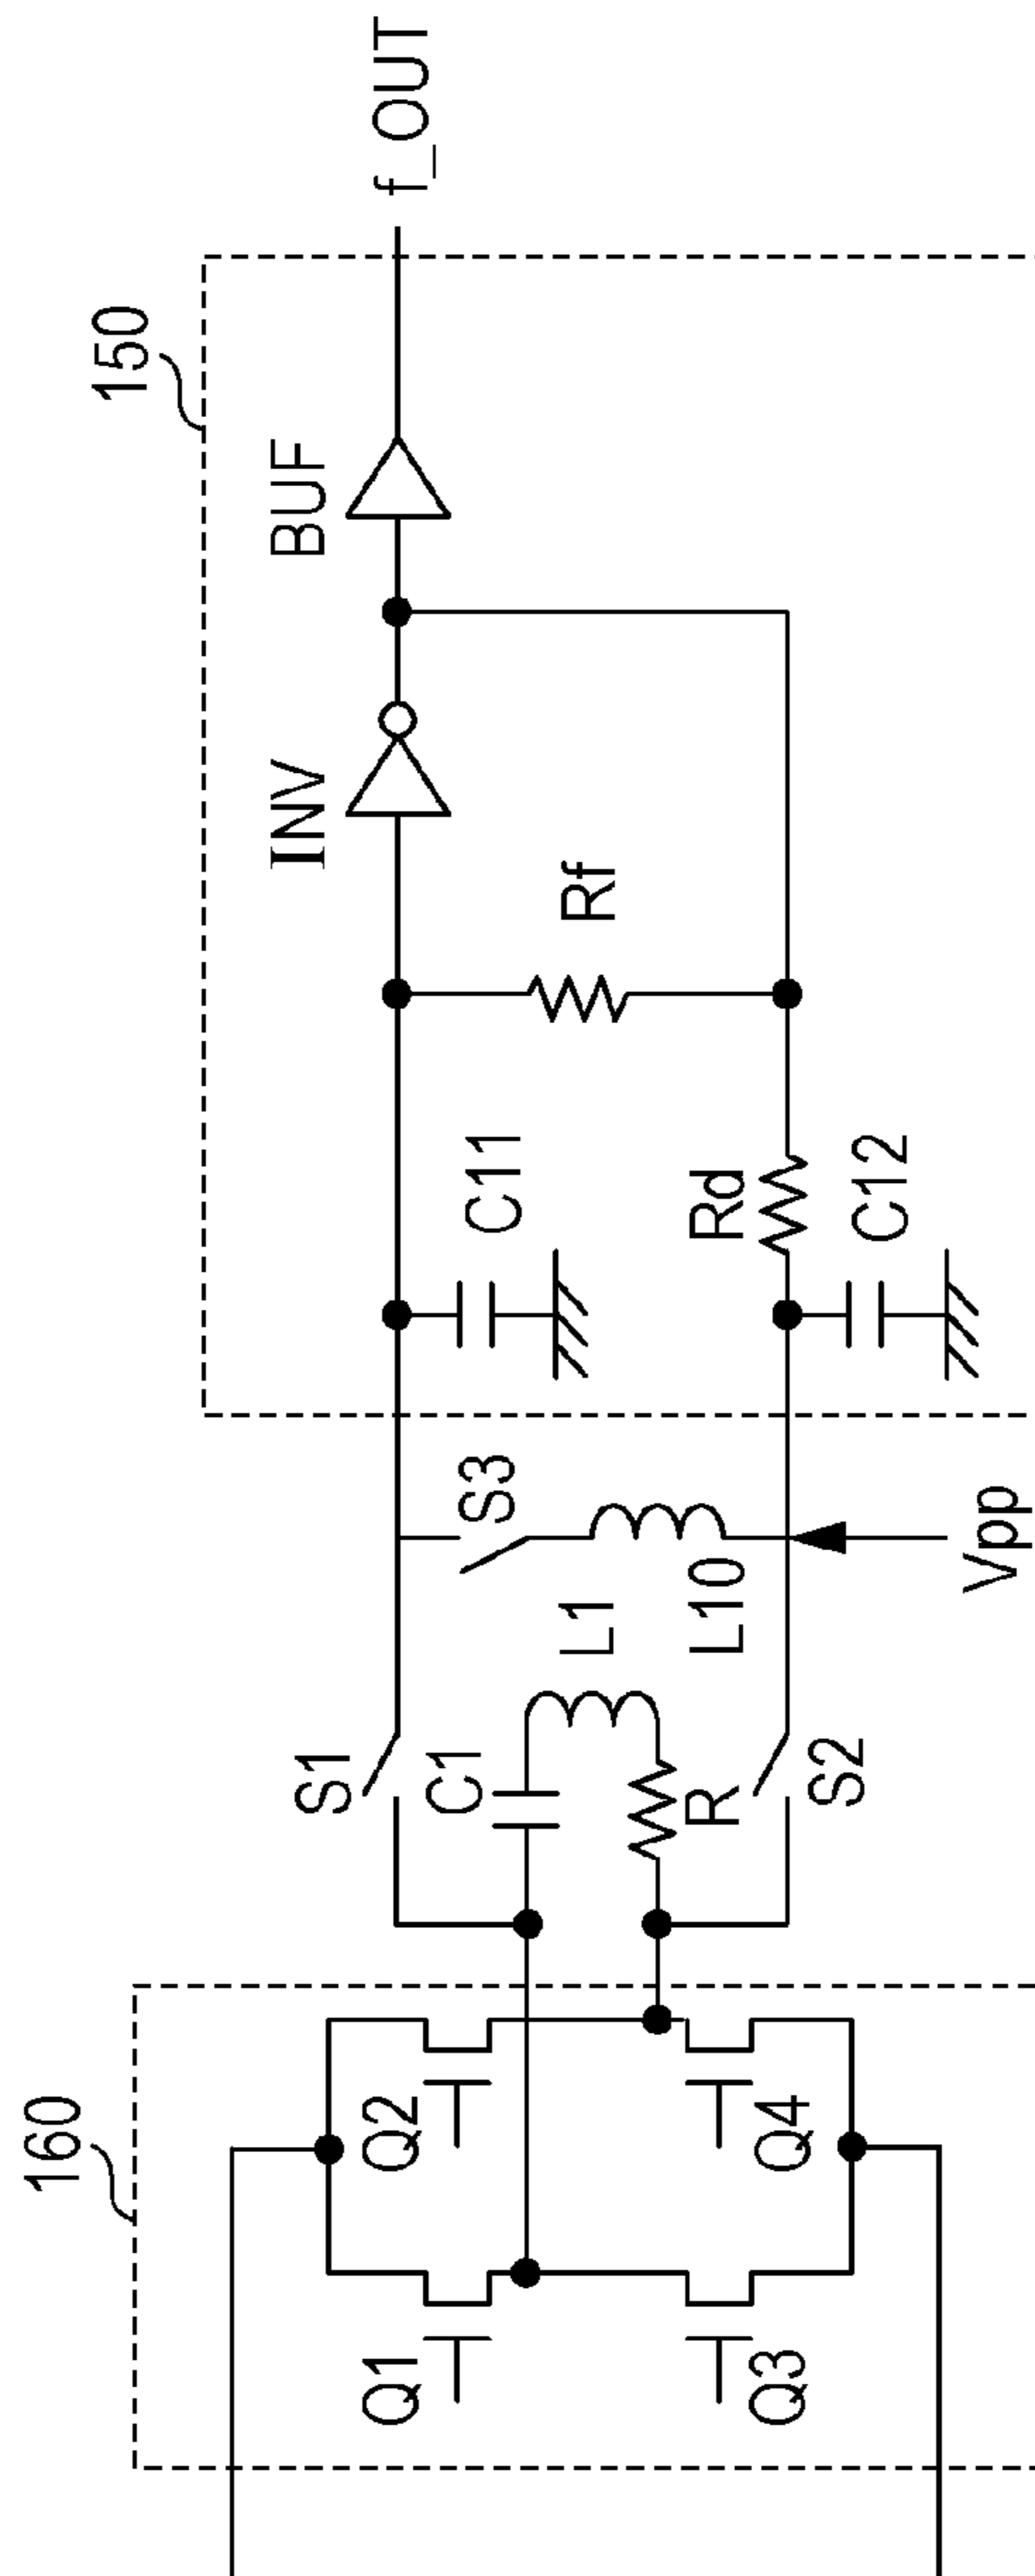 160
150
Q1
Q2
Q3
Q4
S1
C1
L1
R
S2
S3
L10
Vpp
C11
Rd
C12
Rf
INV
BUF
f_OUT